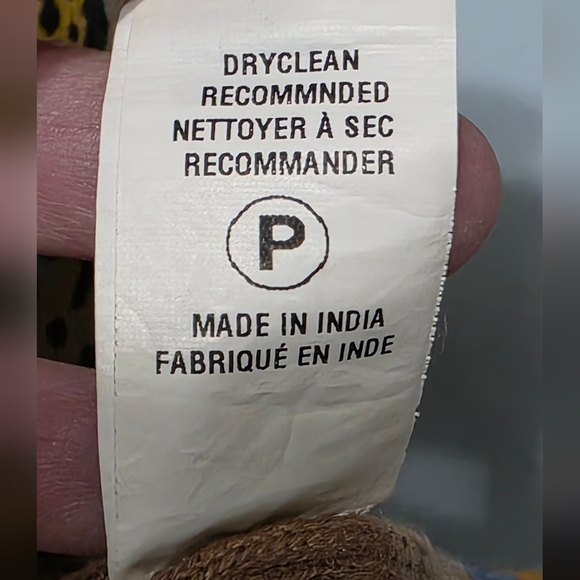 DRYCLEAN
RECOMMNDED
NETTOYER À SEC
RECOMMANDER
P
MADE IN INDIA
FABRIQUÉ EN INDE